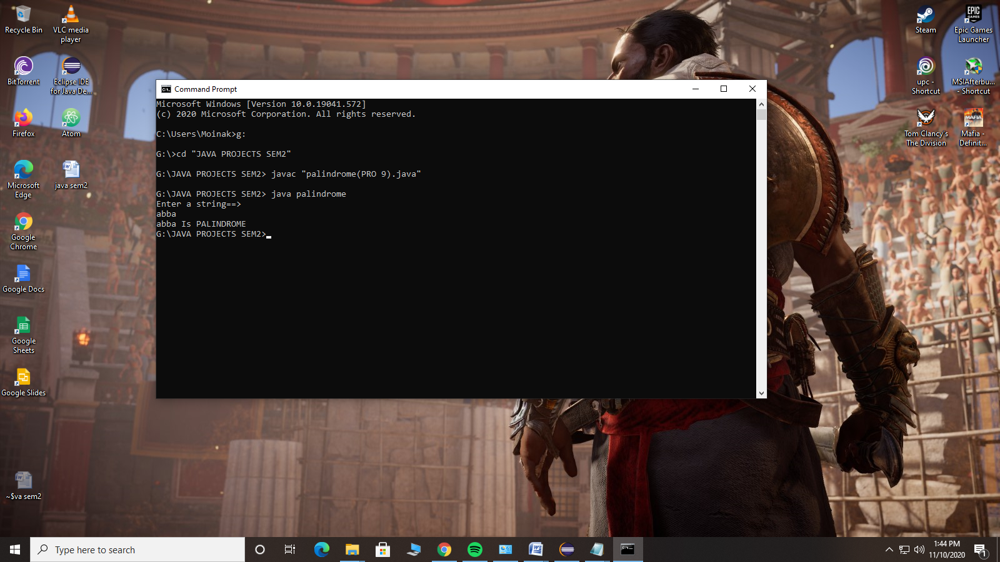 Recycle Bin
VLC media
player
BitTorrent
Eclipse IDE
for Java De...
Firefox
Atom
Microsoft
Edge
java sem2
Google
Chrome
Google Docs
Google
Sheets
Google Slides
~$va sem2
Command Prompt
Microsoft Windows [Version 10.0.19041.572]
(c) 2020 Microsoft Corporation. All rights reserved.
C:\Users\Moinak>g:
G:\>cd "JAVA PROJECTS SEM2"
G:\JAVA PROJECTS SEM2> javac "palindrome(PRO 9).java"
G:\JAVA PROJECTS SEM2> java palindrome
Enter a string==>
abba
abba Is PALINDROME
G:\JAVA PROJECTS SEM2>
Steam
EPIC
GAMES
Epic Games
Launcher
upc -
Shortcut
MSIAfterbu...
- Shortcut
Tom Clancy's
The Division
MAFIA
Mafia -
Definit...
Type here to search
1:44 PM
11/10/2020
1